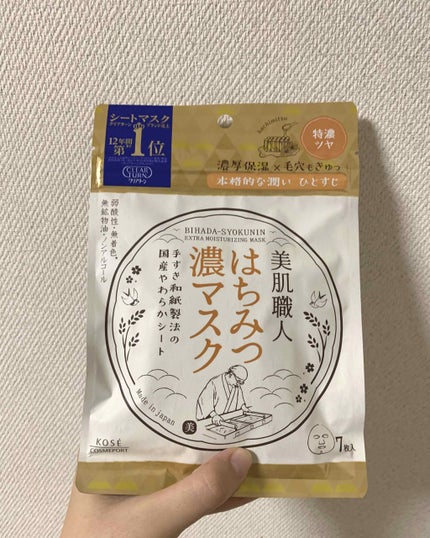 シートマスク
12年間
第1位
CLEAR
TURN
クリアターン
hachimitsu
特濃
ツヤ
濃厚保湿×毛穴もきゅっ
本格的な潤い ひとすじ
弱酸性・無着色
無鉱物油・ノンアルコール
BIHADA-SYOKUNIN
EXTRA MOISTURIZING MASK
美肌職人
はちみつ
濃マスク
手すき和紙製法の
国産やわらかシート
Made in Japan
美
KOSÉ
COSMEPORT
7枚入